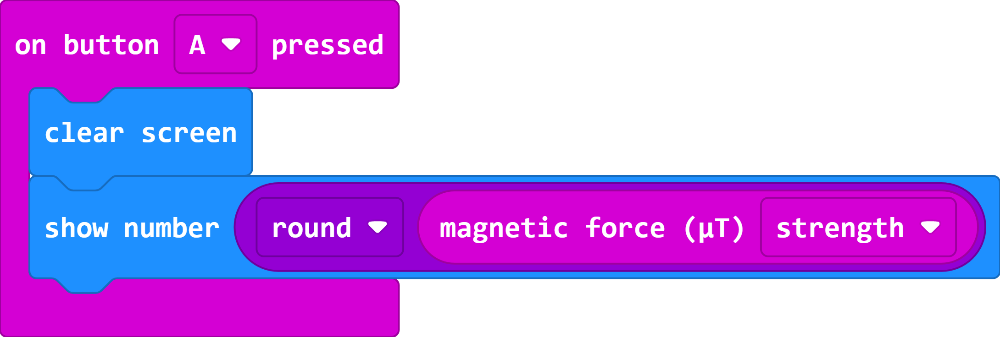 on button A pressed
clear screen
show number round magnetic force (µT) strength